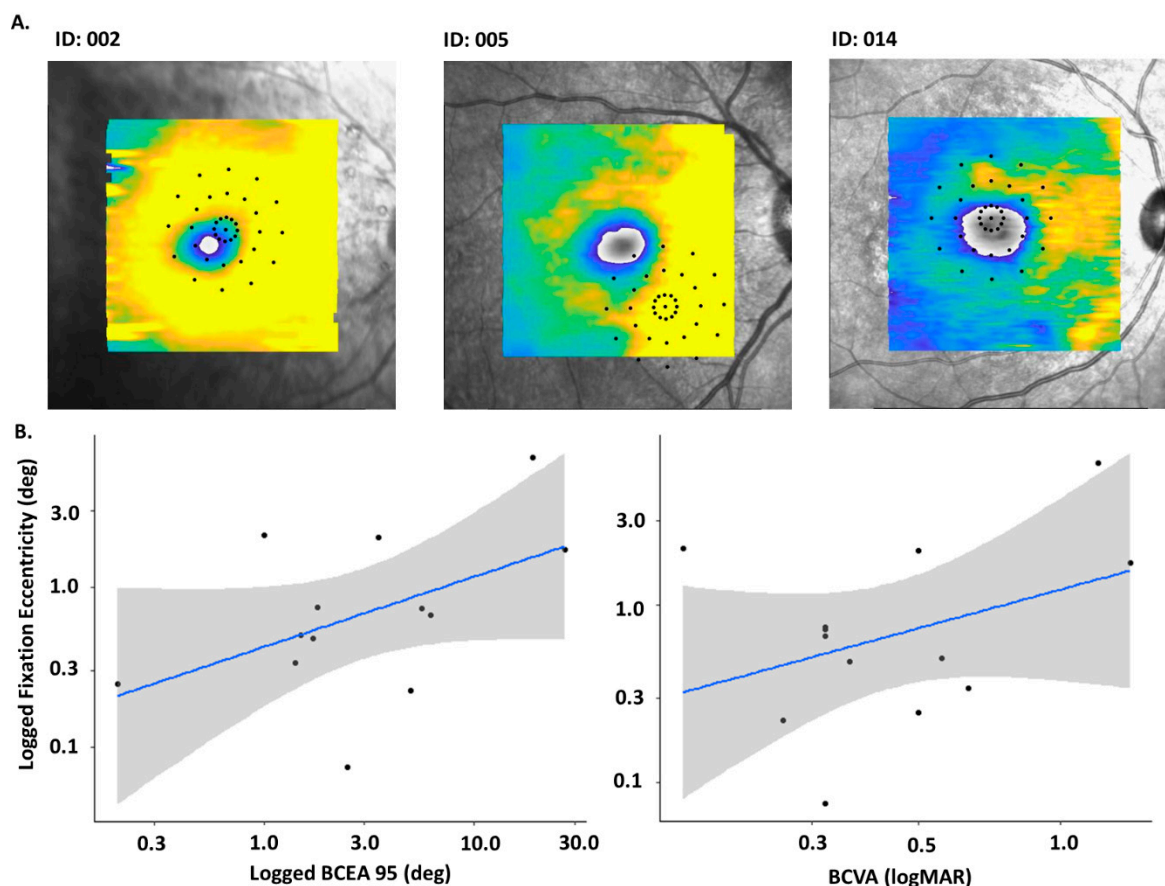 A.
ID: 002
ID: 005
ID: 014
B.
Logged Fixation Eccentricity (deg)
3.0
1.0
0.3
0.1
0.3
1.0
3.0
10.0
30.0
Logged BCEA 95 (deg)
3.0
1.0
0.3
0.1
0.3
0.5
1.0
BCVA (logMAR)